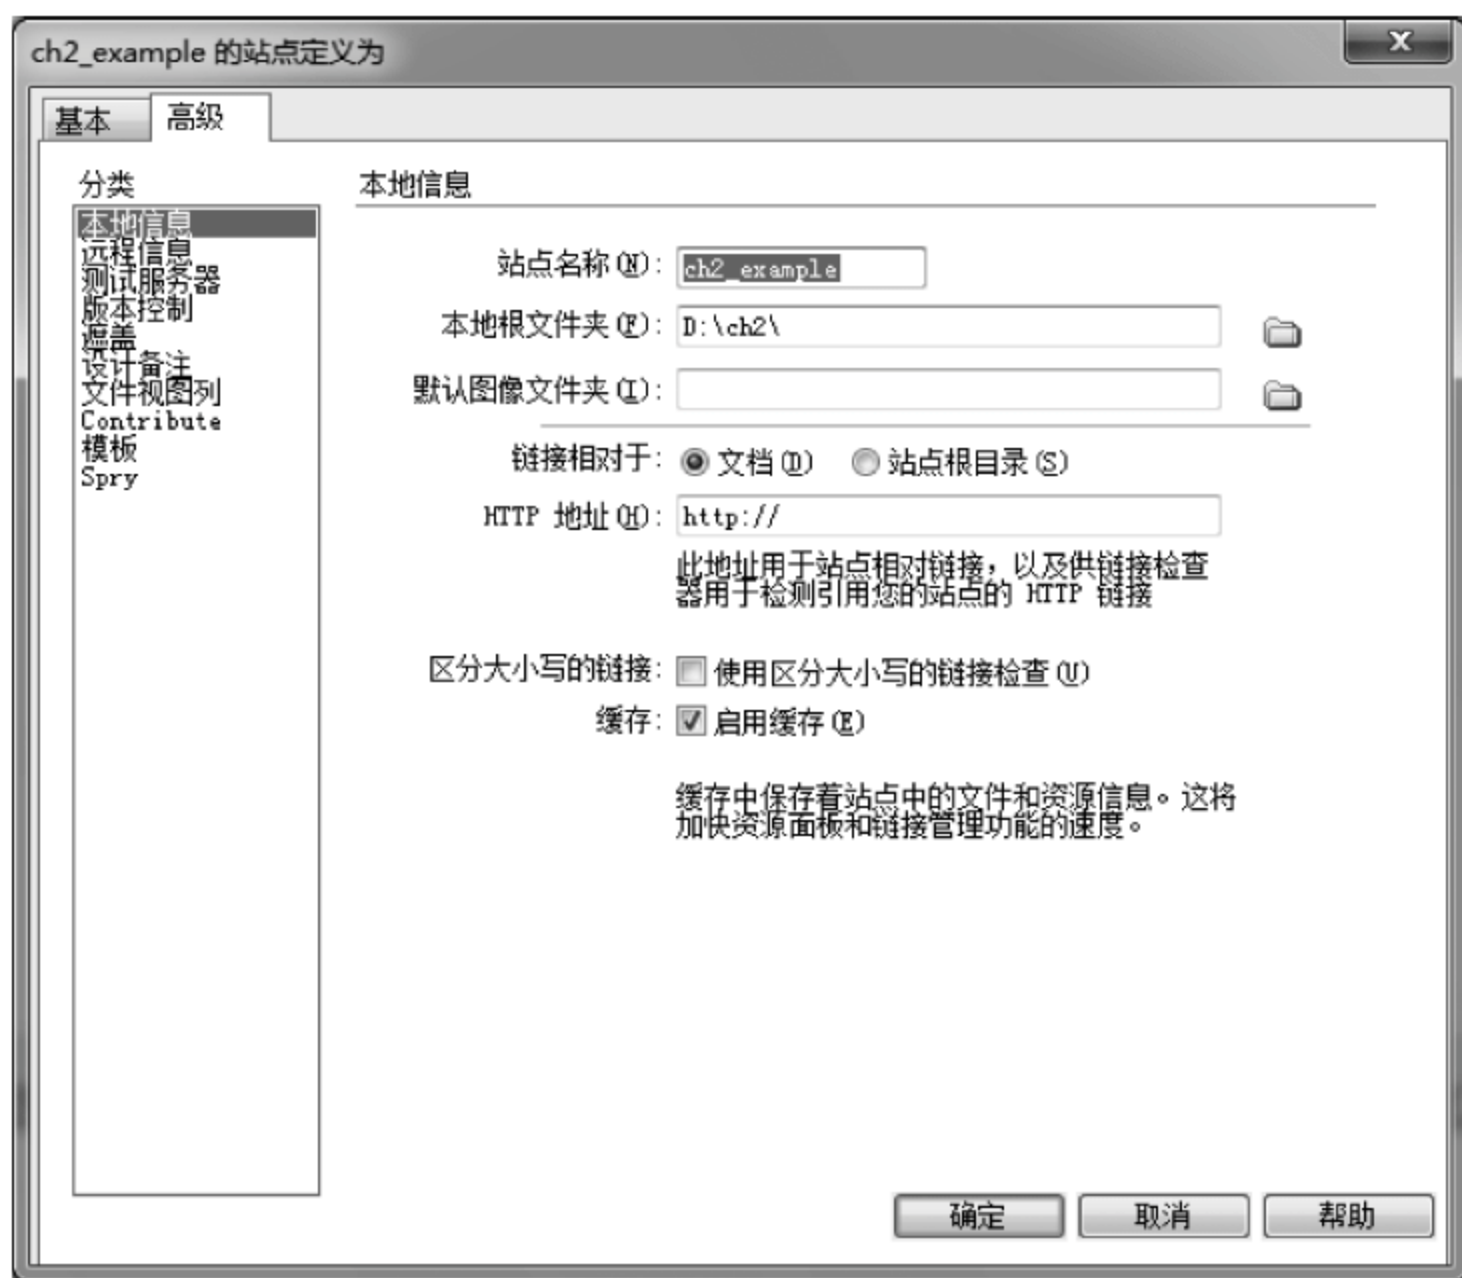 ch2_example 的站点定义为
X
基本
高级
分类
本地信息
远程信息
测试服务器
版本控制
遮盖
设计备注
文件视图列
Contribute
模板
Spry
本地信息
站点名称(N): ch2_example
本地根文件夹(F): D:\ch2\
默认图像文件夹(I):
链接相对于: 文档(D) 站点根目录(S)
HTTP 地址(H): http://
此地址用于站点相对链接，以及供链接检查
器用于检测引用您的站点的 HTTP 链接
区分大小写的链接: 使用区分大小写的链接检查(U)
缓存: 启用缓存(E)
缓存中保存着站点中的文件和资源信息。这将
加快资源面板和链接管理功能的速度。
确定
取消
帮助